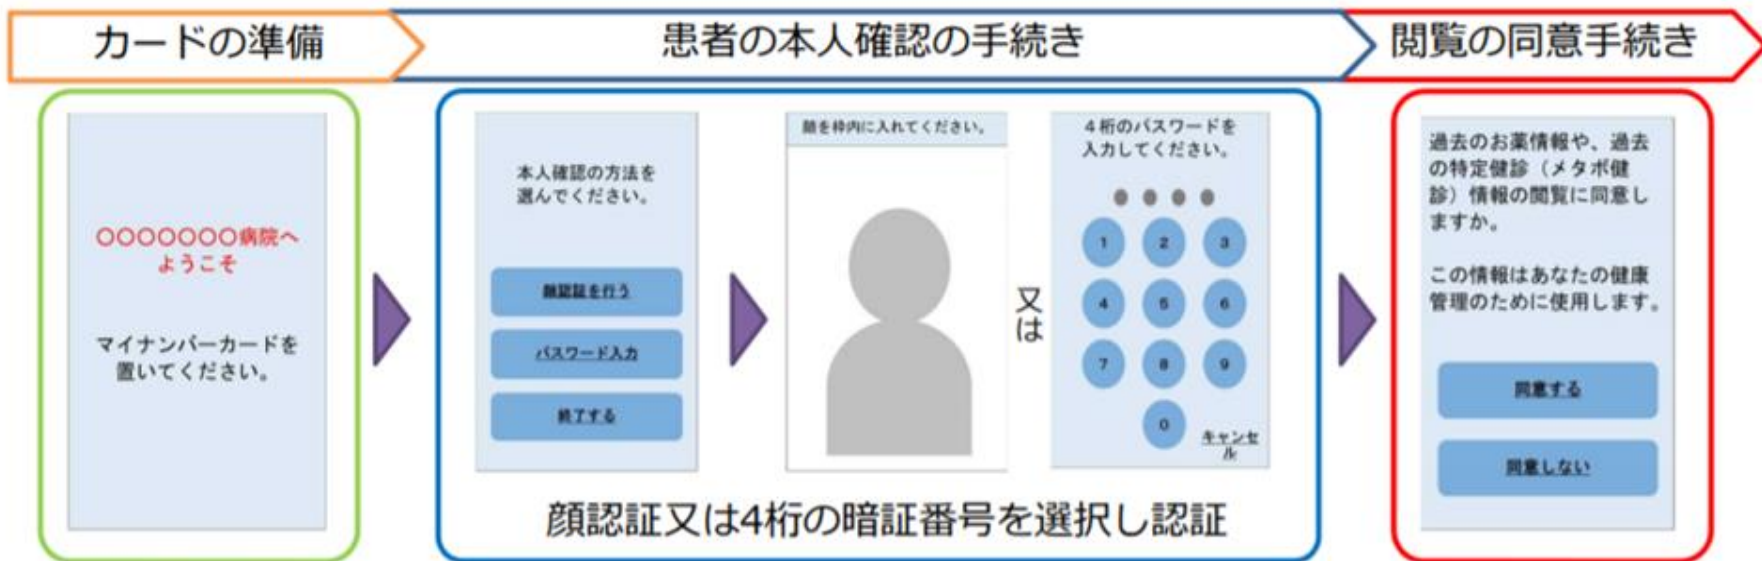 カードの準備
患者の本人確認の手続き
閲覧の同意手続き
〇〇〇〇〇〇〇病院へ
ようこそ
マイナンバーカードを
置いてください。
本人確認の方法を
選んでください。
顔認証を行う
パスワード入力
終了する
顔を枠内に入れてください。
又
は
4桁のパスワードを
入力してください。
1 2 3
4 5 6
7 8 9
0
キャンセ
ル
顔認証又は4桁の暗証番号を選択し認証
過去のお薬情報や、過去
の特定健診（メタボ健
診）情報の閲覧に同意し
ますか。
この情報はあなたの健康
管理のために使用します。
同意する
同意しない